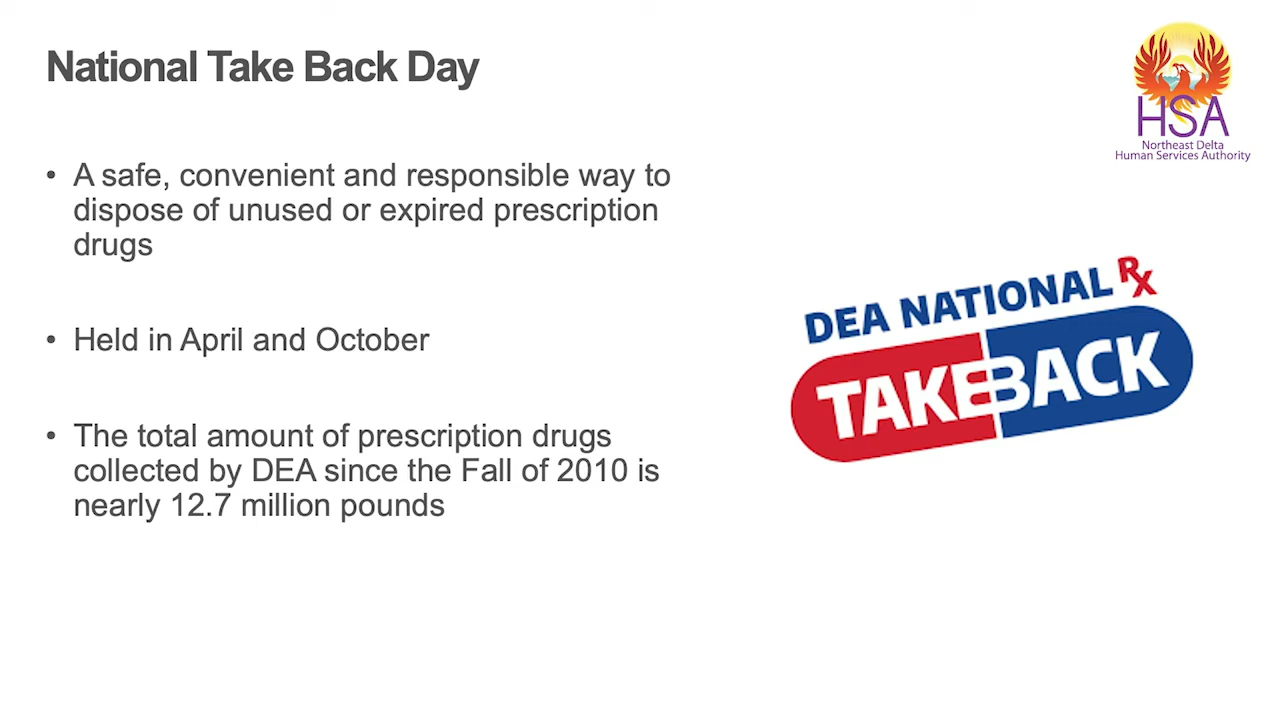 National Take Back Day
HSA
Northeast Delta
Human Services Authority
• A safe, convenient and responsible way to
dispose of unused or expired prescription
drugs
• Held in April and October
• The total amount of prescription drugs
collected by DEA since the Fall of 2010 is
nearly 12.7 million pounds
DEA NATIONAL Rx
TAKEBACK